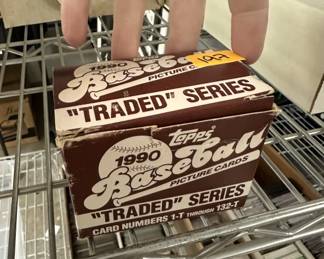 1990
Baseball
PICTURE C
"TRADED" SERIES
Topps
1990
Baseball
PICTURE CARDS
"TRADED" SERIES
CARD NUMBERS 1-T THROUGH 132-T